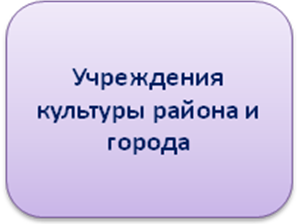 Учреждения
культуры района и
города